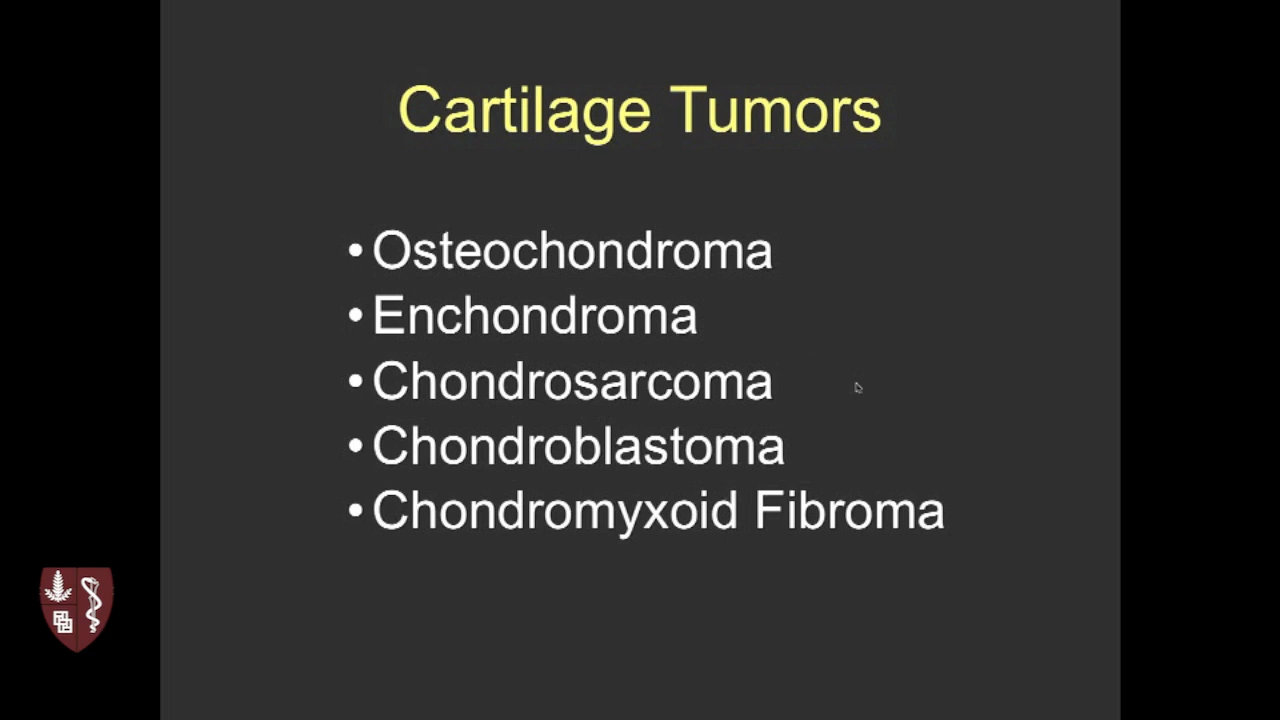 Cartilage Tumors
• Osteochondroma
• Enchondroma
• Chondrosarcoma
• Chondroblastoma
• Chondromyxoid Fibroma